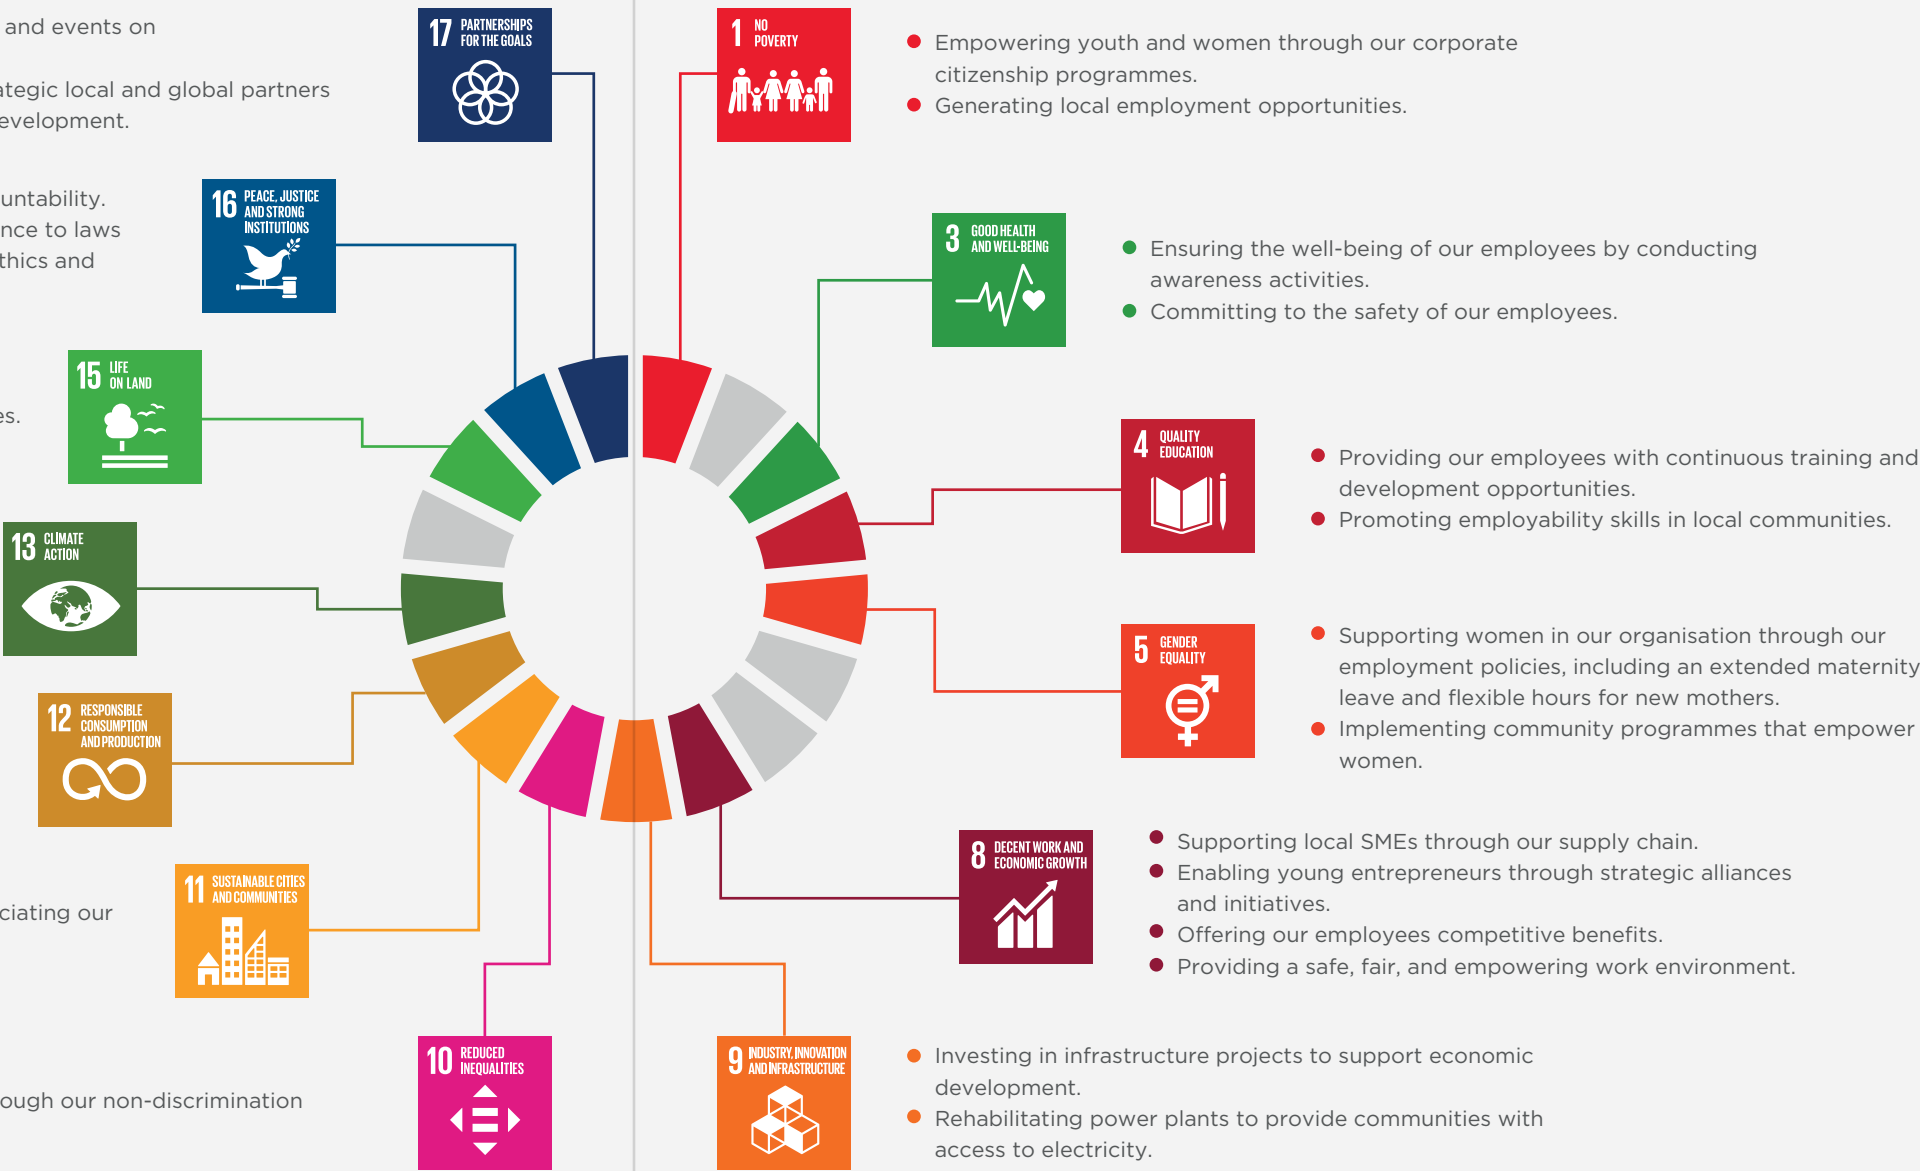 and events on
ategic local and global partners
evelopment.
17 PARTNERSHIPS
FOR THE GOALS
untability.
nce to laws
thics and
16 PEACE, JUSTICE
AND STRONG
INSTITUTIONS
15 LIFE
ON LAND
es.
13 CLIMATE
ACTION
12 RESPONSIBLE
CONSUMPTION
AND PRODUCTION
11 SUSTAINABLE CITIES
AND COMMUNITIES
ciating our
10 REDUCED
INEQUALITIES
ough our non-discrimination
1 NO
POVERTY
Empowering youth and women through our corporate
citizenship programmes.
Generating local employment opportunities.
3 GOOD HEALTH
AND WELL-BEING
Ensuring the well-being of our employees by conducting
awareness activities.
Committing to the safety of our employees.
4 QUALITY
EDUCATION
Providing our employees with continuous training and
development opportunities.
Promoting employability skills in local communities.
5 GENDER
EQUALITY
Supporting women in our organisation through our
employment policies, including an extended maternity
leave and flexible hours for new mothers.
Implementing community programmes that empower
women.
8 DECENT WORK AND
ECONOMIC GROWTH
Supporting local SMEs through our supply chain.
Enabling young entrepreneurs through strategic alliances
and initiatives.
Offering our employees competitive benefits.
Providing a safe, fair, and empowering work environment.
9 INDUSTRY, INNOVATION
AND INFRASTRUCTURE
Investing in infrastructure projects to support economic
development.
Rehabilitating power plants to provide communities with
access to electricity.